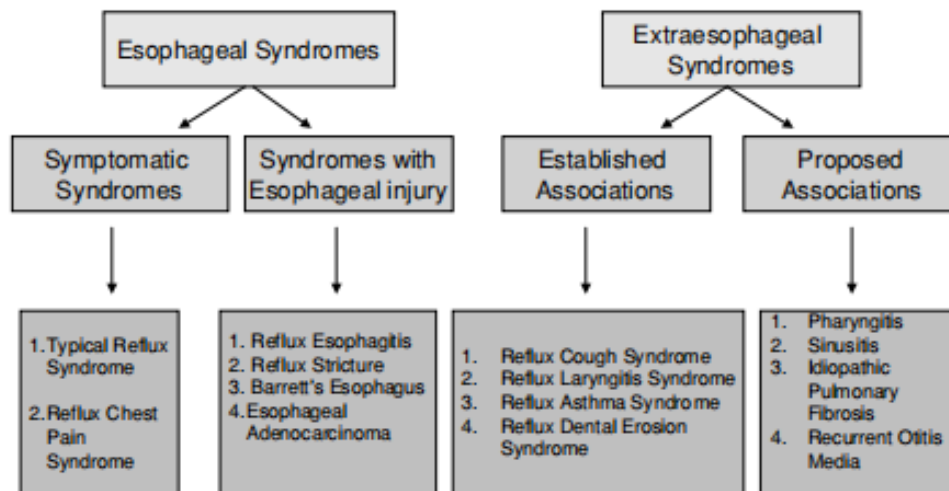 Esophageal Syndromes
Extraesophageal
Syndromes
Symptomatic
Syndromes
Syndromes with
Esophageal injury
Established
Associations
Proposed
Associations
1. Typical Reflux
Syndrome
2. Reflux Chest
Pain
Syndrome
1. Reflux Esophagitis
2. Reflux Stricture
3. Barrett's Esophagus
4. Esophageal
Adenocarcinoma
1. Reflux Cough Syndrome
2. Reflux Laryngitis Syndrome
3. Reflux Asthma Syndrome
4. Reflux Dental Erosion
Syndrome
1. Pharyngitis
2. Sinusitis
3. Idiopathic
Pulmonary
Fibrosis
4. Recurrent Otitis
Media